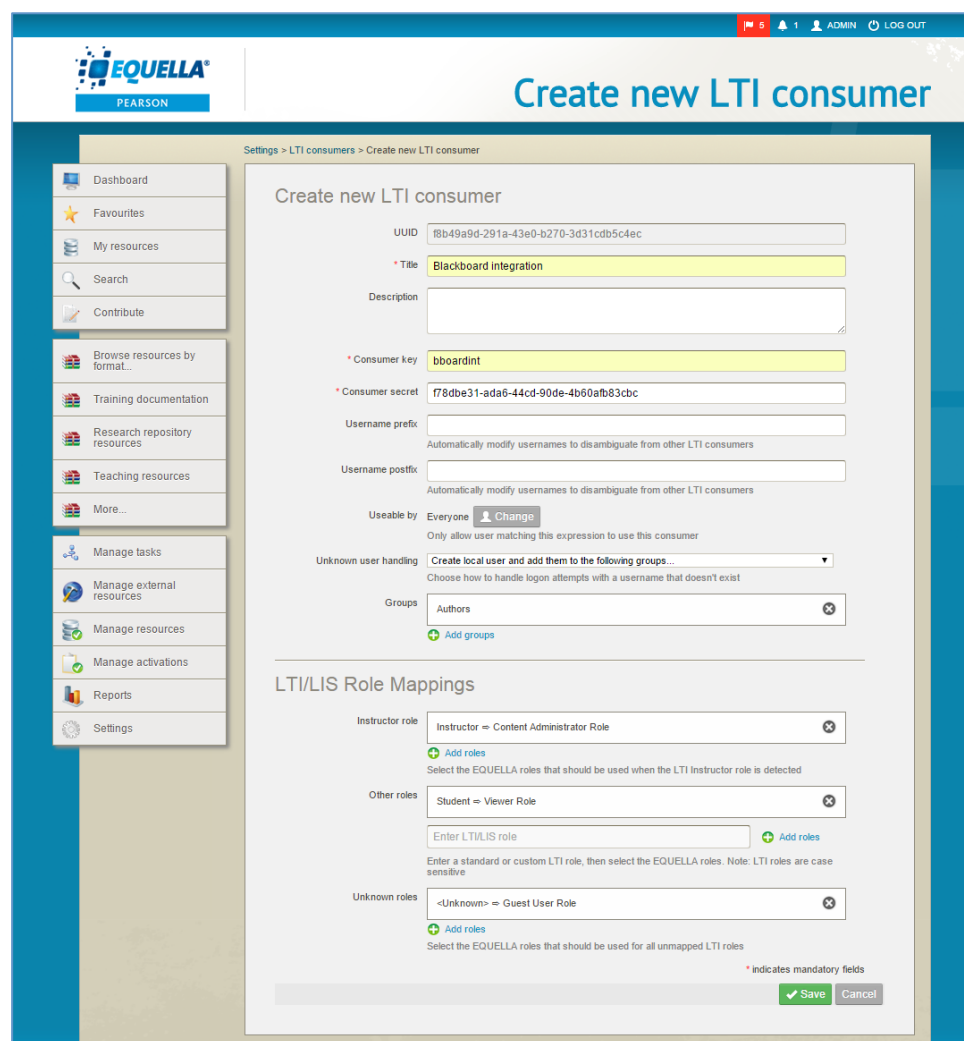 5 1 ADMIN LOG OUT
EQUELLA®
PEARSON
Create new LTI consumer
Settings > LTI consumers > Create new LTI consumer
Dashboard
Favourites
My resources
Search
Contribute
Browse resources by
format...
Training documentation
Research repository
resources
Teaching resources
More...
Manage tasks
Manage external
resources
Manage resources
Manage activations
Reports
Settings
Create new LTI consumer
UUID f8b49a9d-291a-43e0-b270-3d31cdb5c4ec
* Title Blackboard integration
Description
* Consumer key bboardint
* Consumer secret f78dbe31-ada6-44cd-90de-4b60afb83cbc
Username prefix
Automatically modify usernames to disambiguate from other LTI consumers
Username postfix
Automatically modify usernames to disambiguate from other LTI consumers
Useable by Everyone Change
Only allow user matching this expression to use this consumer
Unknown user handling Create local user and add them to the following groups...
Choose how to handle logon attempts with a username that doesn't exist
Groups Authors
Add groups
LTI/LIS Role Mappings
Instructor role Instructor ⇨ Content Administrator Role
Add roles
Select the EQUELLA roles that should be used when the LTI Instructor role is detected
Other roles Student ⇨ Viewer Role
Enter LTI/LIS role Add roles
Enter a standard or custom LTI role, then select the EQUELLA roles. Note: LTI roles are case
sensitive
Unknown roles <Unknown> ⇨ Guest User Role
Add roles
Select the EQUELLA roles that should be used for all unmapped LTI roles
* indicates mandatory fields
Save Cancel